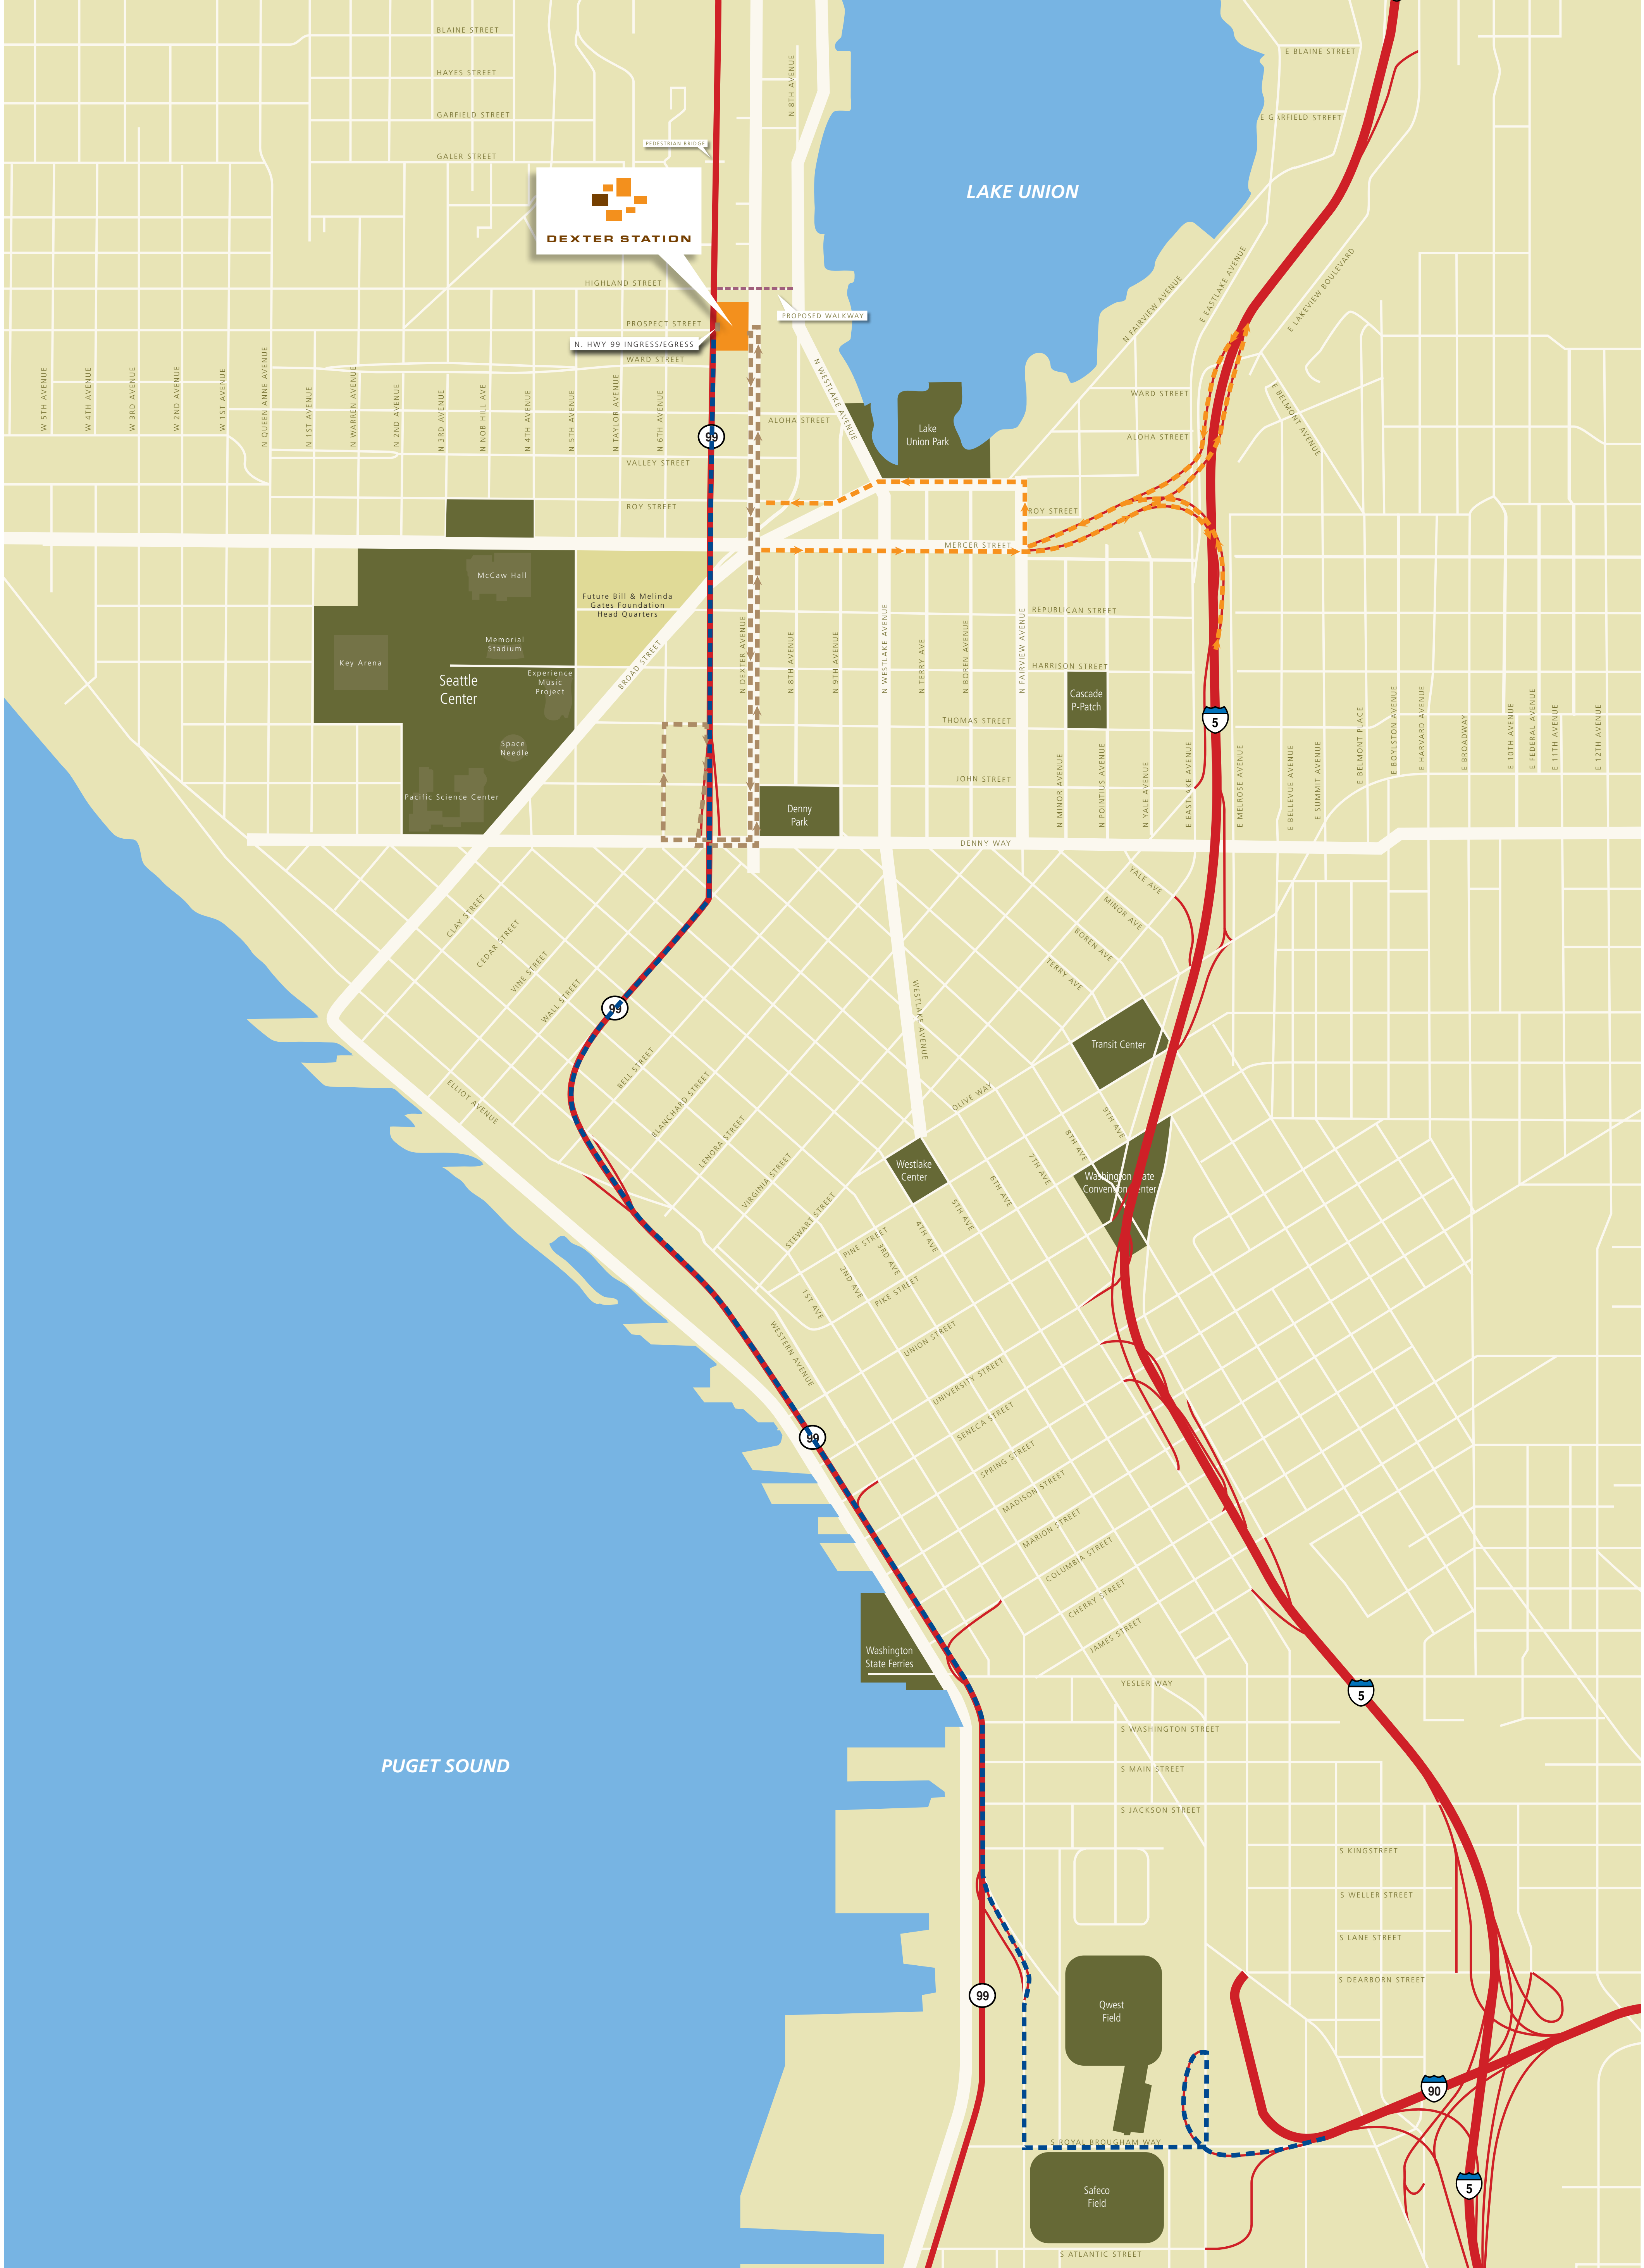 BLAINE STREET
E BLAINE STREET
HAYES STREET
N 8TH AVENUE
GARFIELD STREET
E GARFIELD STREET
PEDESTRIAN BRIDGE
GALER STREET
LAKE UNION
DEXTER STATION
HIGHLAND STREET
N FAIRVIEW AVENUE
E EASTLAKE AVENUE
E LAKEVIEW BOULEVARD
PROPOSED WALKWAY
PROSPECT STREET
N. HWY 99 INGRESS/EGRESS
WARD STREET
W 5TH AVENUE
W 4TH AVENUE
W 3RD AVENUE
W 2ND AVENUE
W 1ST AVENUE
N QUEEN ANNE AVENUE
N 1ST AVENUE
N WARREN AVENUE
N 2ND AVENUE
N 3RD AVENUE
N NOB HILL AVE
N 4TH AVENUE
N 5TH AVENUE
N TAYLOR AVENUE
N 6TH AVENUE
N WESTLAKE AVENUE
WARD STREET
E BELMONT AVENUE
ALOHA STREET
Lake
Union Park
ALOHA STREET
99
VALLEY STREET
ROY STREET
ROY STREET
MERCER STREET
McCaw Hall
Future Bill & Melinda
Gates Foundation
Head Quarters
REPUBLICAN STREET
Memorial
Stadium
Key Arena
BROAD STREET
N DEXTER AVENUE
N 8TH AVENUE
N 9TH AVENUE
N WESTLAKE AVENUE
N TERRY AVE
N BOREN AVENUE
N FAIRVIEW AVENUE
HARRISON STREET
Seattle
Center
Experience
Music
Project
Cascade
P-Patch
THOMAS STREET
5
Space
Needle
JOHN STREET
N MINOR AVENUE
N PONTIUS AVENUE
N YALE AVENUE
E EASTLAKE AVENUE
E MELROSE AVENUE
E BELLEVUE AVENUE
E SUMMIT AVENUE
E BELMONT PLACE
E BOYLSTON AVENUE
E HARVARD AVENUE
E BROADWAY
E 10TH AVENUE
E FEDERAL AVENUE
E 11TH AVENUE
E 12TH AVENUE
Pacific Science Center
Denny
Park
DENNY WAY
YALE AVE
MINOR AVE
BOREN AVE
TERRY AVE
CLAY STREET
CEDAR STREET
VINE STREET
WALL STREET
99
WESTLAKE AVENUE
Transit Center
BELL STREET
BLANCHARD STREET
LENORA STREET
VIRGINIA STREET
STEWART STREET
ELLIOT AVENUE
OLIVE WAY
9TH AVE
8TH AVE
7TH AVE
6TH AVE
5TH AVE
4TH AVE
3RD AVE
2ND AVE
1ST AVE
Westlake
Center
Washington State
Convention Center
PINE STREET
PIKE STREET
WESTERN AVENUE
UNION STREET
UNIVERSITY STREET
SENECA STREET
SPRING STREET
MADISON STREET
MARION STREET
COLUMBIA STREET
CHERRY STREET
JAMES STREET
99
Washington
State Ferries
YESLER WAY
5
S WASHINGTON STREET
PUGET SOUND
S MAIN STREET
S JACKSON STREET
S KINGSTREET
S WELLER STREET
S LANE STREET
S DEARBORN STREET
99
Qwest
Field
90
S ROYAL BROUGHAM WAY
5
Safeco
Field
S ATLANTIC STREET